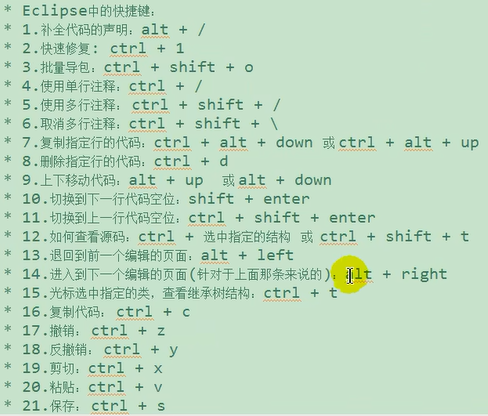 * Eclipse中的快捷键:
* 1.补全代码的声明: alt + /
* 2.快速修复: ctrl + 1
* 3.批量导包: ctrl + shift + o
* 4.使用单行注释: ctrl + /
* 5.使用多行注释: ctrl + shift + /
* 6.取消多行注释: ctrl + shift + \
* 7.复制指定行的代码: ctrl + alt + down 或ctrl + alt + up
* 8.删除指定行的代码: ctrl + d
* 9.上下移动代码: alt + up 或alt + down
* 10.切换到下一行代码空位: shift + enter
* 11.切换到上一行代码空位: ctrl + shift + enter
* 12.如何查看源码: ctrl + 选中指定的结构 或 ctrl + shift + t
* 13.退回到前一个编辑的页面: alt + left
* 14.进入到下一个编辑的页面(针对于上面那条来说的): alt + right
* 15.光标选中指定的类，查看继承树结构: ctrl + t
* 16.复制代码: ctrl + c
* 17.撤销: ctrl + z
* 18.反撤销: ctrl + y
* 19.剪切: ctrl + x
* 20.粘贴: ctrl + v
* 21.保存: ctrl + s